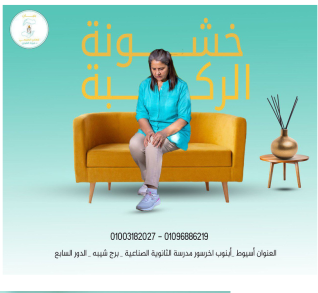 خشونة
الركبة
01003182027 - 01096886219
العنوان أسيوط _أبنوب اخرسور مدرسة الثانوية الصناعية _ برج شيبه _ الدور السابع